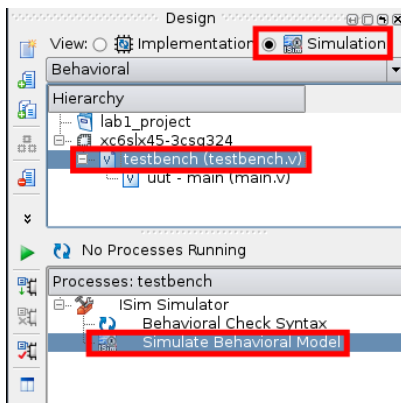 Design
View: Implementation Simulation
Behavioral
Hierarchy
lab1_project
xc6slx45-3csg324
testbench (testbench.v)
uut - main (main.v)
No Processes Running
Processes: testbench
ISim Simulator
Behavioral Check Syntax
Simulate Behavioral Model